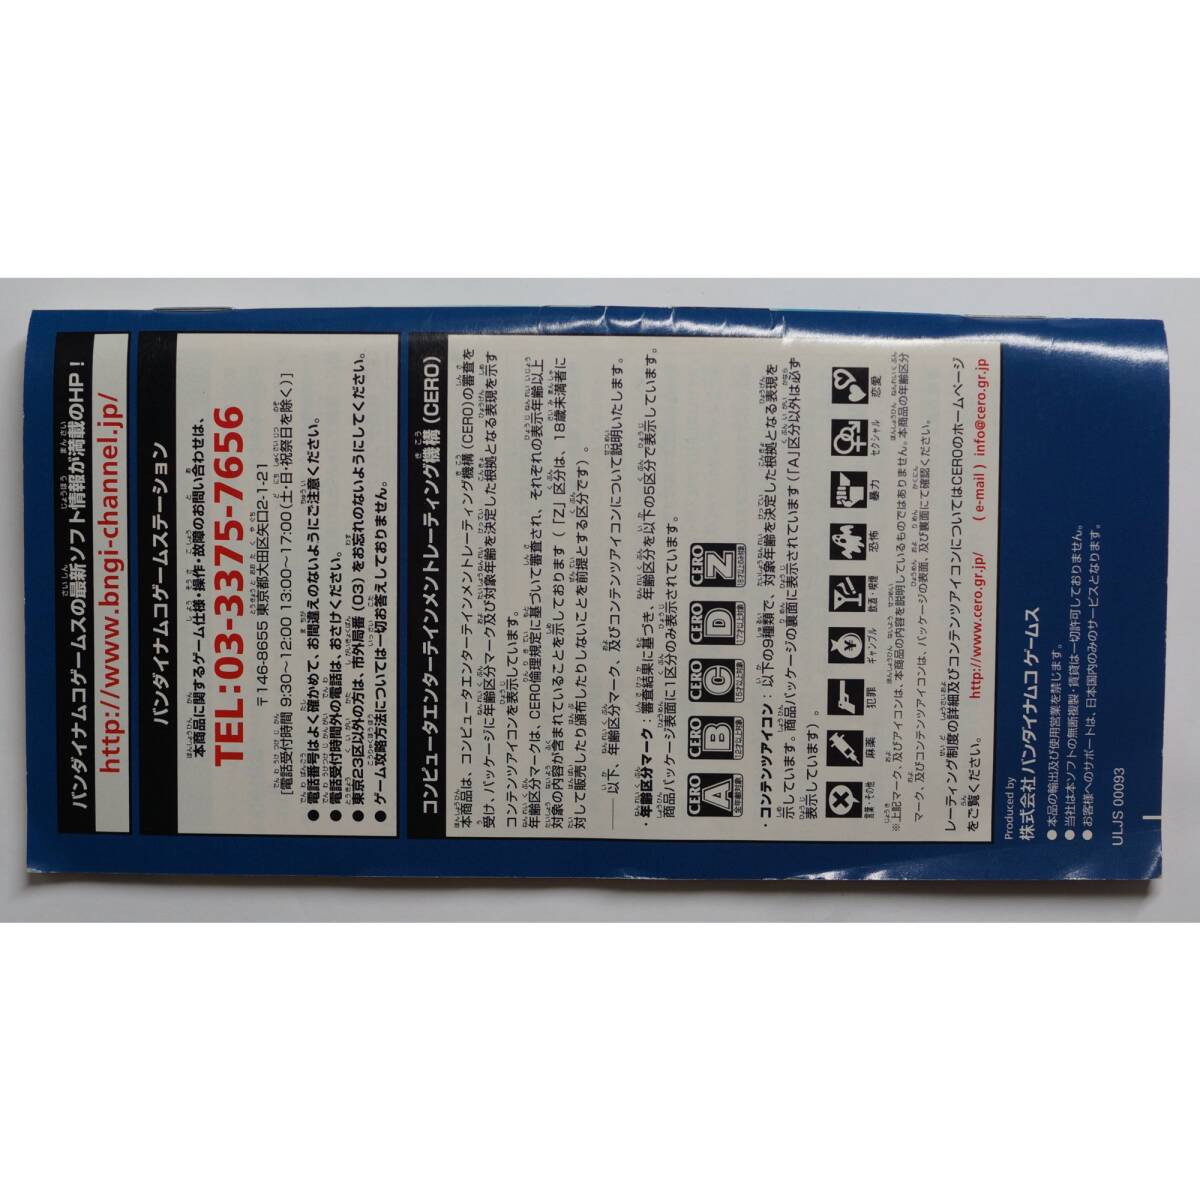 バンダイナムコゲームスの最新ソフト情報が満載のHP！
http://www.bngi-channel.jp/
バンダイナムコゲームステーション
本商品に関するゲーム仕様・操作・故障のお問い合わせは、
TEL:03-3375-7656
〒146-8655 東京都大田区矢口2-1-21
[電話受付時間 9:30〜12:00 13:00〜17:00(土・日・祝祭日を除く)]
●電話番号はよく確かめて、お間違えのないようにご注意ください。
●電話受付時間外の電話は、おさけください。
●東京23区以外の方は、市外局番（03）をお忘れのないようにしてください。
●ゲーム攻略方法については一切お答えしておりません。
コンピュータエンターテインメントレーティング機構（CERO）
本商品は、コンピュータエンターテインメントレーティング機構（CERO）の審査を
受け、パッケージに年齢区分マーク及び対象年齢を決定した根拠となる表現を示す
コンテンツアイコンを表示しています。
年齢区分マークは、CERO倫理規定に基づいて審査され、それぞれの表示年齢以上
対象の内容が含まれていることを示しております（「Z」区分は、18歳未満者に
対して販売したり頒布したりしないことを前提とする区分です）。
――以下、年齢区分マーク、及びコンテンツアイコンについて説明いたします。
・年齢区分マーク：審査結果に基づき、年齢区分を以下の5区分で表示しています。
商品パッケージ表面に1区分のみ表示されています。
CERO A 全年齢対象
CERO B 12才以上対象
CERO C 15才以上対象
CERO D 17才以上対象
CERO Z 18才以上のみ対象
・コンテンツアイコン：以下の9種類で、対象年齢を決定した根拠となる表現を
示しています。商品パッケージの裏面に表示されています（「A」区分以外は必ず
表示しています）。
言葉・その他 麻薬 犯罪 ギャンブル 飲酒・喫煙 恐怖 暴力 セクシャル 恋愛
※上記マーク、及びアイコンは、本商品の内容を説明しているものではありません。本商品の年齢区分
マーク、及びコンテンツアイコンは、パッケージの表面、及び裏面にて確認ください。
レーティング制度の詳細及びコンテンツアイコンについてはCEROのホームページ
をご覧ください。 http://www.cero.gr.jp/ （e-mail）info@cero.gr.jp
Produced by
株式会社バンダイナムコ ゲームス
●本品の輸出及び使用営業を禁じます。
●当社は本ソフトの無断複製・賃貸は一切許可しておりません。
●お客様へのサポートは、日本国内のみのサービスとなります。
ULJS 00093